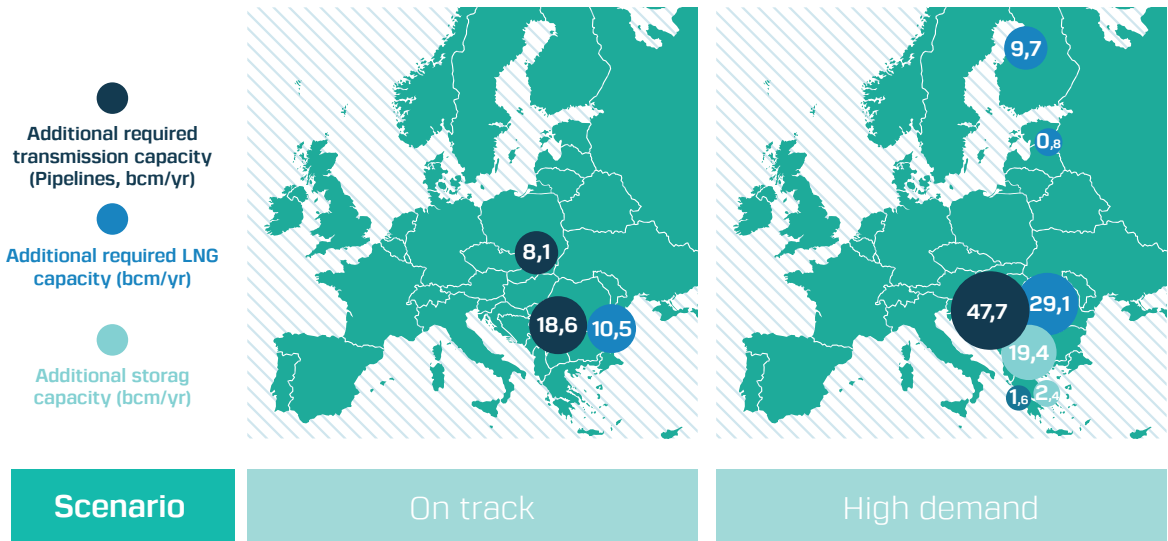 Additional required
transmission capacity
(Pipelines, bcm/yr)
Additional required LNG
capacity (bcm/yr)
Additional storag
capacity (bcm/yr)
8,1
18,6
10,5
9,7
0,8
47,7
29,1
19,4
1,6
2,4
Scenario
On track
High demand